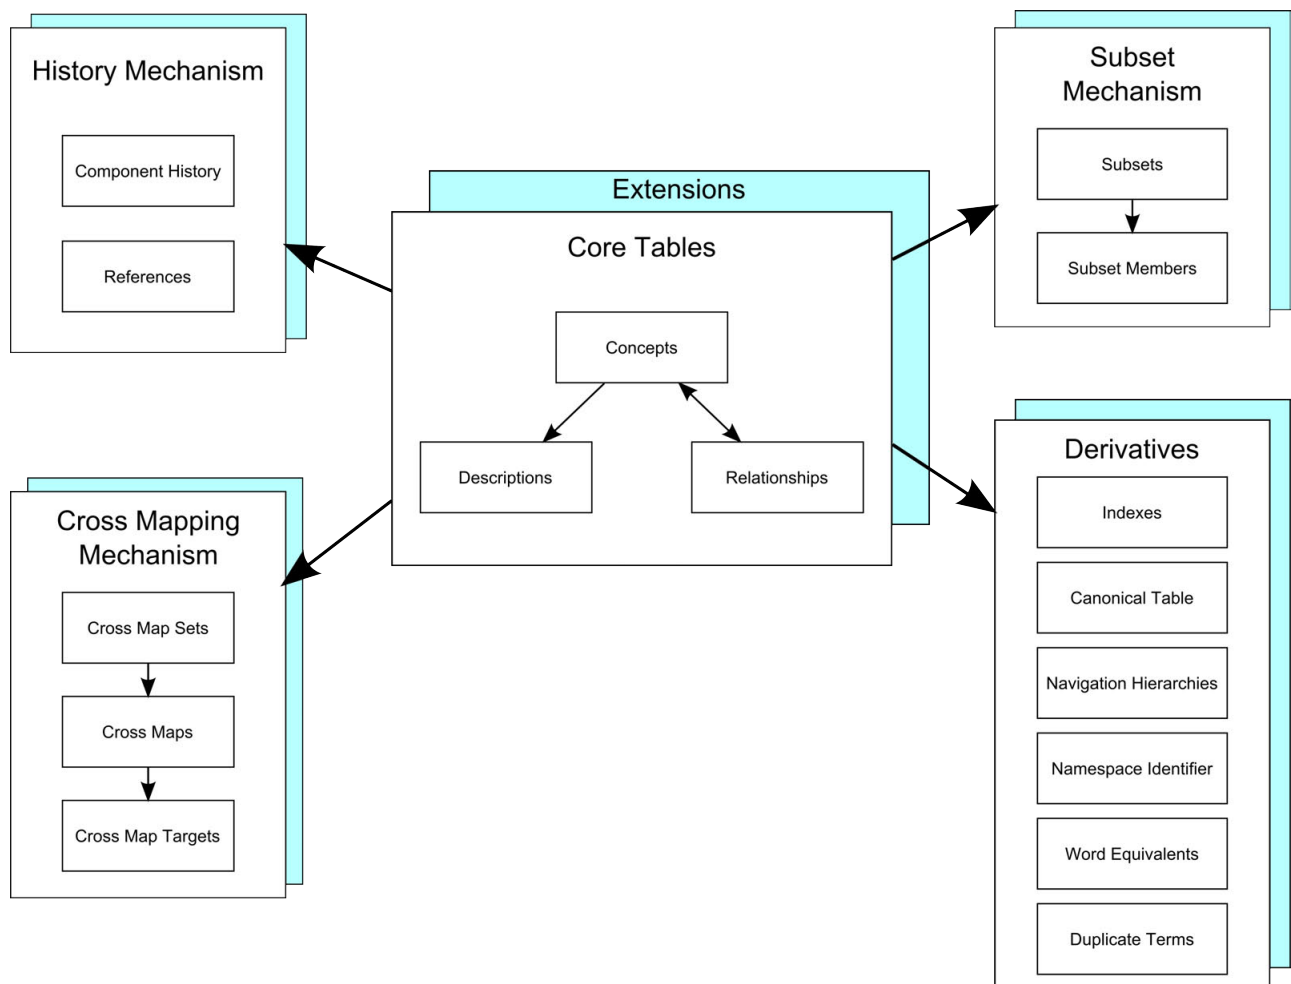 History Mechanism
Component History
References
Subset
Mechanism
Subsets
Subset Members
Extensions
Core Tables
Concepts
Descriptions
Relationships
Cross Mapping
Mechanism
Cross Map Sets
Cross Maps
Cross Map Targets
Derivatives
Indexes
Canonical Table
Navigation Hierarchies
Namespace Identifier
Word Equivalents
Duplicate Terms